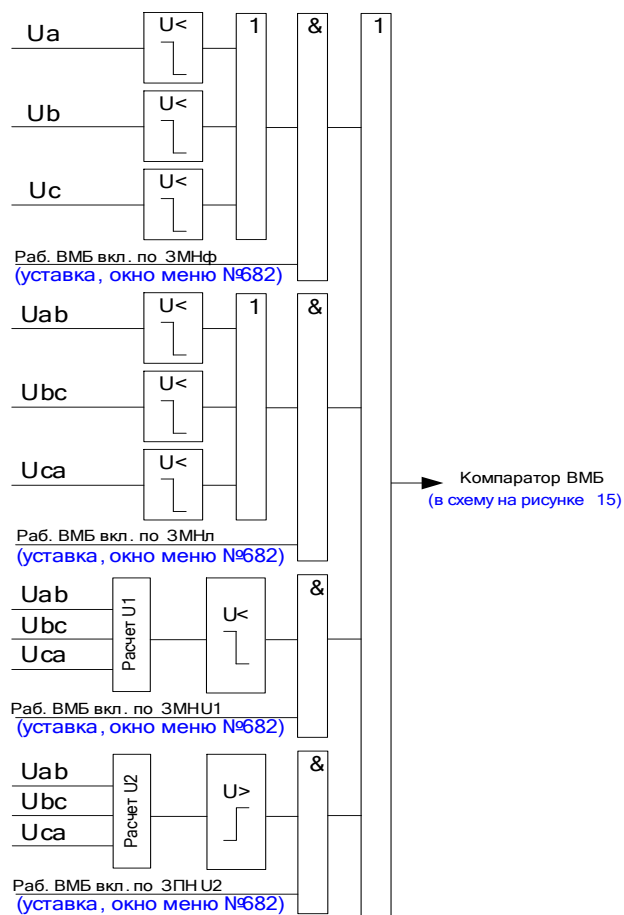 Ua
U<
1
&
1
Ub
U<
Uc
U<
Раб. ВМБ вкл. по ЗМНф
(уставка, окно меню №682)
Uab
U<
1
&
Ubc
U<
Uca
U<
Компаратор ВМБ
(в схему на рисунке 15)
Раб. ВМБ вкл. по ЗМНл
(уставка, окно меню №682)
Uab
Ubc
Uca
Расчет U1
U<
&
Раб. ВМБ вкл. по ЗМНU1
(уставка, окно меню №682)
Uab
Ubc
Uca
Расчет U2
U>
&
Раб. ВМБ вкл. по ЗПНU2
(уставка, окно меню №682)